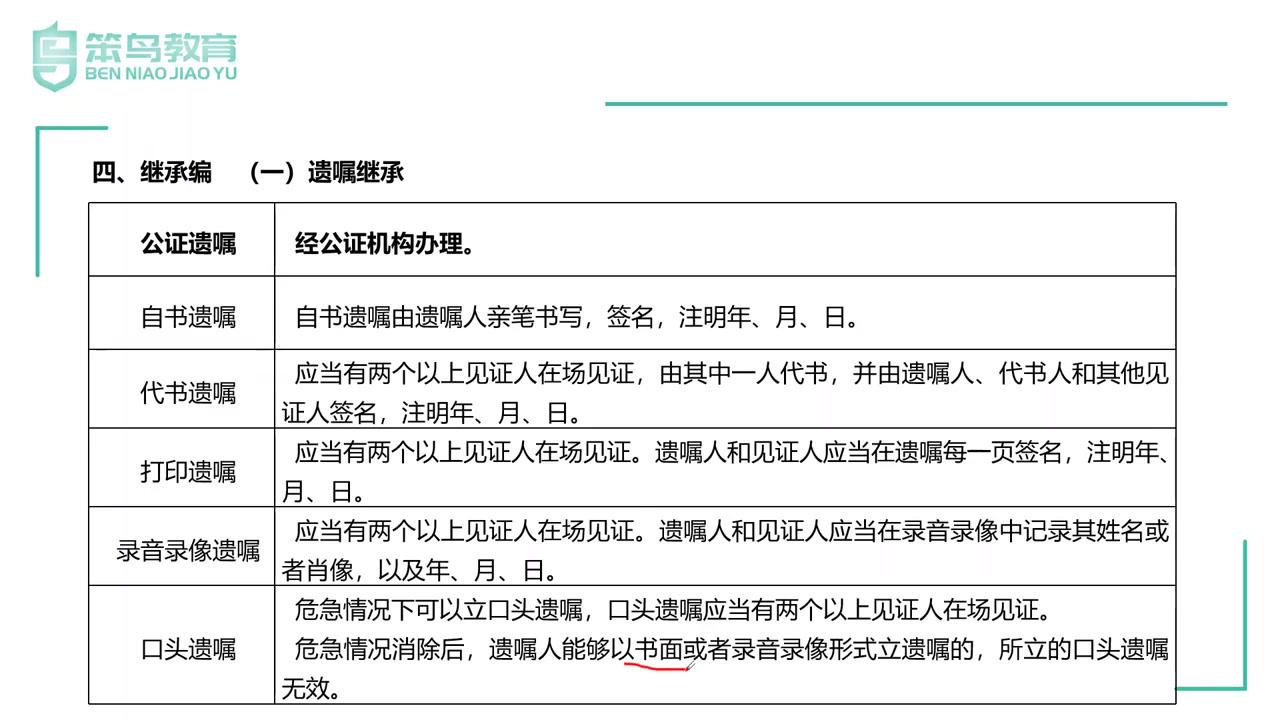 笨鸟教育
BEN NIAO JIAO YU
四、继承编 （一）遗嘱继承
公证遗嘱
经公证机构办理。
自书遗嘱
自书遗嘱由遗嘱人亲笔书写，签名，注明年、月、日。
代书遗嘱
应当有两个以上见证人在场见证，由其中一人代书，并由遗嘱人、代书人和其他见
证人签名，注明年、月、日。
打印遗嘱
应当有两个以上见证人在场见证。遗嘱人和见证人应当在遗嘱每一页签名，注明年、
月、日。
录音录像遗嘱
应当有两个以上见证人在场见证。遗嘱人和见证人应当在录音录像中记录其姓名或
者肖像，以及年、月、日。
口头遗嘱
危急情况下可以立口头遗嘱，口头遗嘱应当有两个以上见证人在场见证。
危急情况消除后，遗嘱人能够以书面或者录音录像形式立遗嘱的，所立的口头遗嘱
无效。